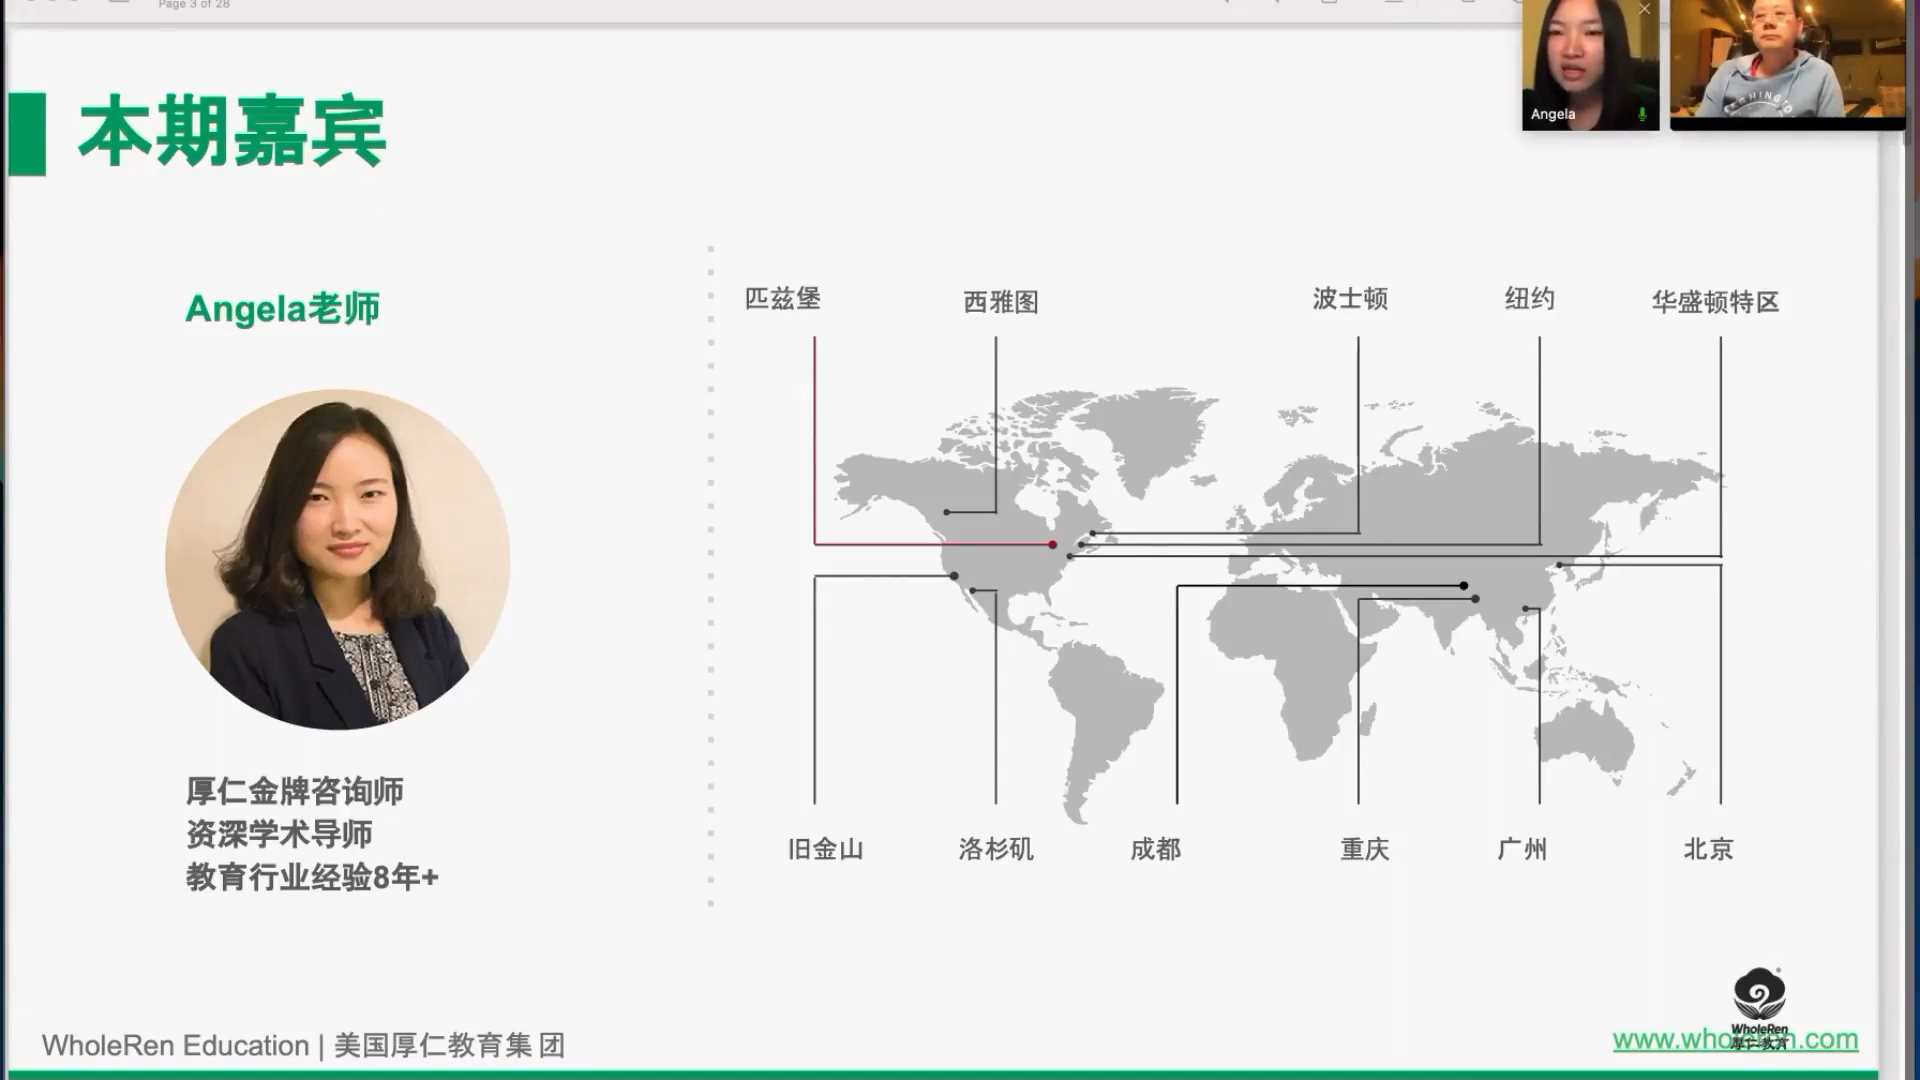 Page 3 of 28
Angela
本期嘉宾
Angela老师
厚仁金牌咨询师
资深学术导师
教育行业经验8年+
匹兹堡
西雅图
波士顿
纽约
华盛顿特区
旧金山
洛杉矶
成都
重庆
广州
北京
WholeRen
厚仁教育
WholeRen Education | 美国厚仁教育集 团
www.wholeren.com